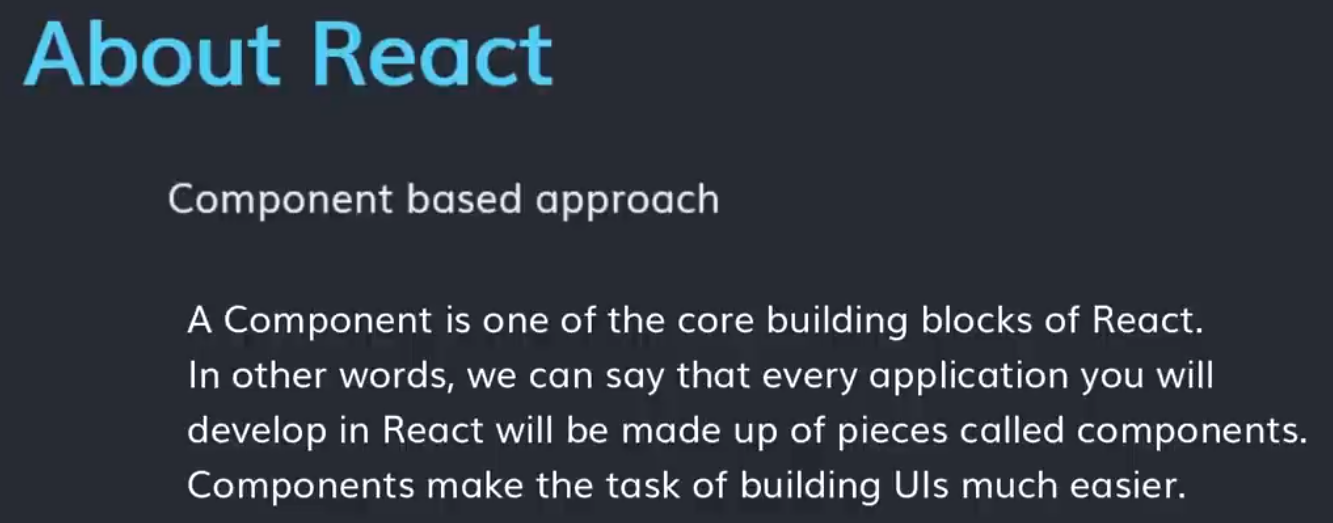 About React
Component based approach
A Component is one of the core building blocks of React.
In other words, we can say that every application you will
develop in React will be made up of pieces called components.
Components make the task of building UIs much easier.